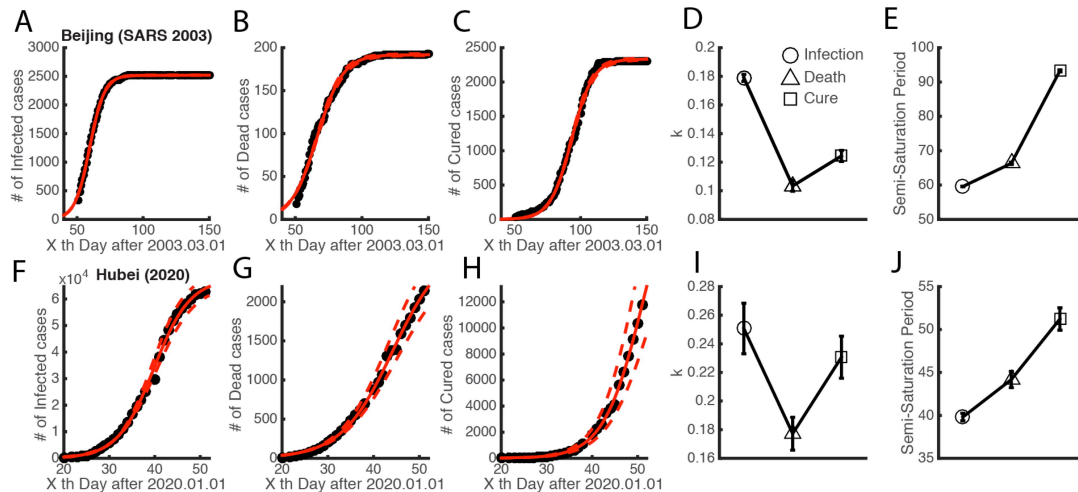 A
Beijing (SARS 2003)
# of Infected cases
3000
2500
2000
1500
1000
500
0
50
100
150
X th Day after 2003.03.01
B
# of Dead cases
200
150
100
50
0
50
100
150
X th Day after 2003.03.01
C
# of Cured cases
2500
2000
1500
1000
500
0
50
100
150
X th Day after 2003.03.01
D
k
0.2
0.18
0.16
0.14
0.12
0.1
0.08
Infection
Death
Cure
E
Semi-Saturation Period
100
90
80
70
60
50
F
Hubei (2020)
×10⁴
# of Infected cases
6
5
4
3
2
1
0
20
30
40
50
X th Day after 2020.01.01
G
# of Dead cases
2000
1500
1000
500
0
20
30
40
50
X th Day after 2020.01.01
H
# of Cured cases
12000
10000
8000
6000
4000
2000
0
20
30
40
50
X th Day after 2020.01.01
I
k
0.28
0.26
0.24
0.22
0.2
0.18
0.16
J
Semi-Saturation Period
55
50
45
40
35